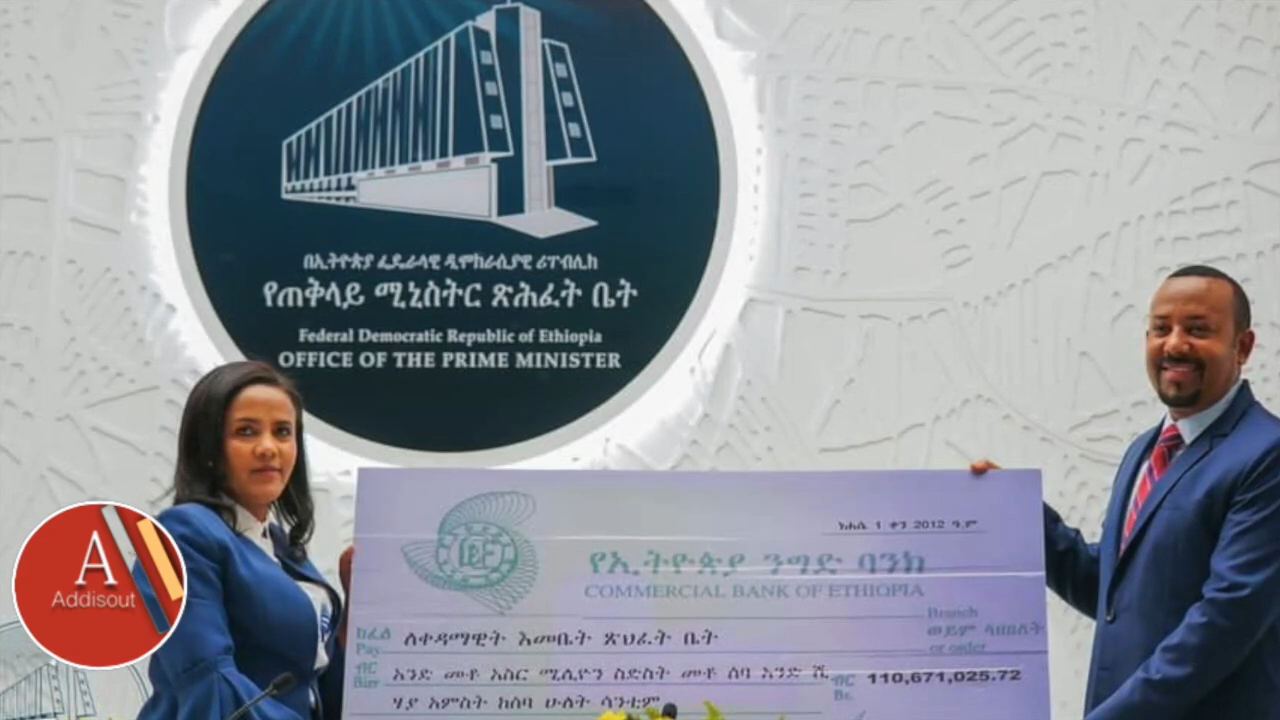 በኢትዮጵያ ፌዴራላዊ ዲሞክራሲያዊ ሪፐብሊክ
የጠቅላይ ሚኒስትር ጽሕፈት ቤት
Federal Democratic Republic of Ethiopia
OFFICE OF THE PRIME MINISTER
A
Addisout
ነሐሴ 1 ቀን 2012 ዓ.ም
የኢትዮጵያ ንግድ ባንክ
COMMERCIAL BANK OF ETHIOPIA
Branch
ክፈል ለቀዳማዊት እመቤት ጽህፈት ቤት ወይም ላዘዘለት
Pay or order
ብር አንድ መቶ አስር ሚሊዮን ስድስት መቶ ሰባ አንድ ሺ ብር 110,671,025.72
Birr Br.
ሃያ አምስት ከሰባ ሁለት ሳንቲም